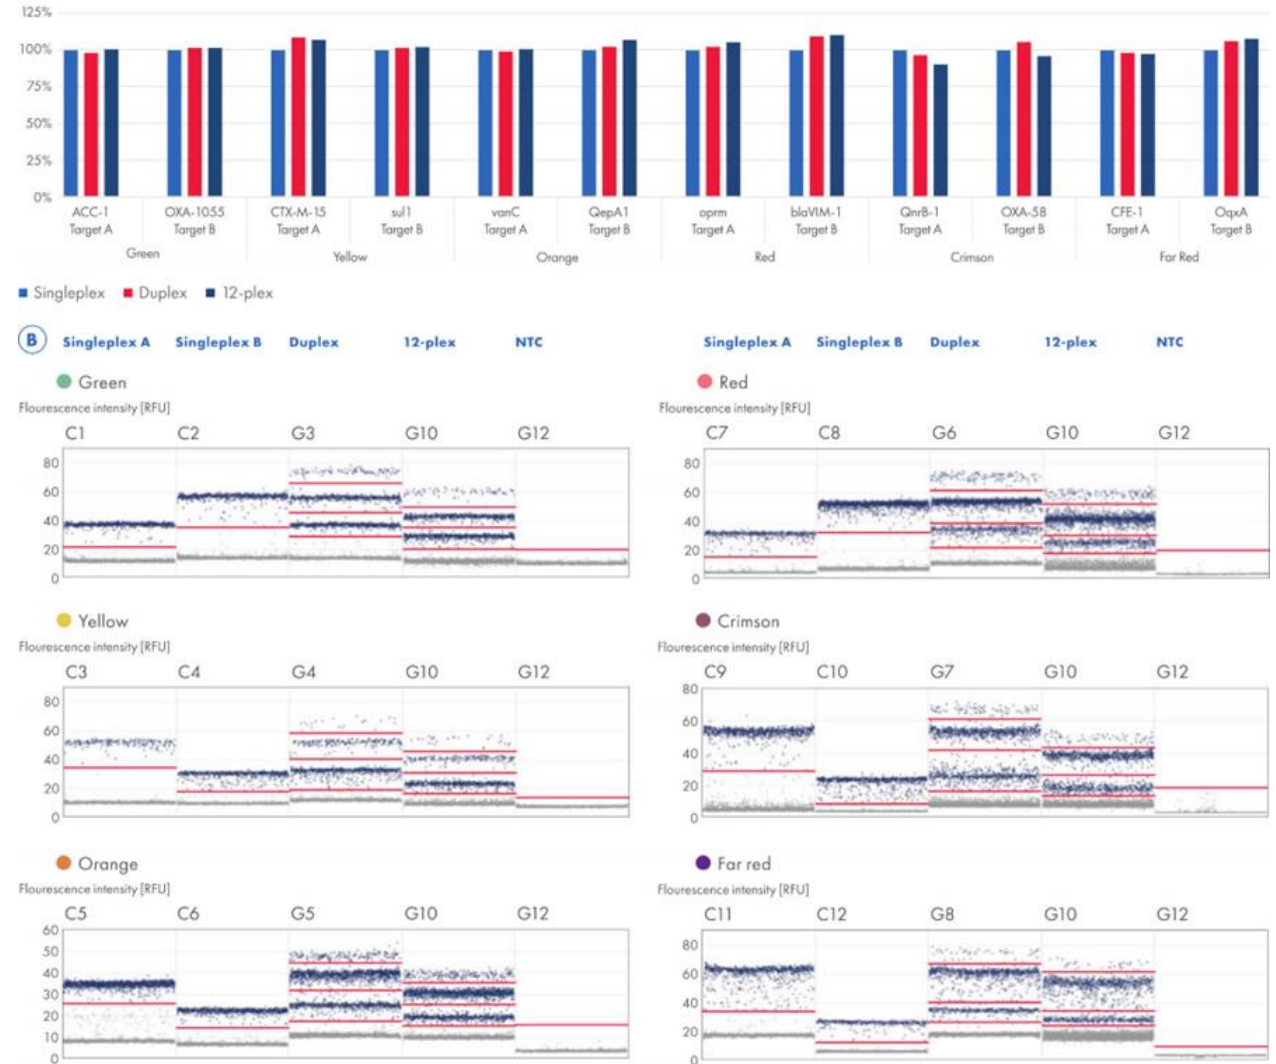 125%
100%
75%
50%
25%
0%
ACC-1 OXA-1055 CTX-M-15 sul1 vanC QepA1 oprm blaVIM-1 QnrB-1 OXA-58 CFE-1 OqxA
Target A Target B Target A Target B Target A Target B Target A Target B Target A Target B Target A Target B
Green Yellow Orange Red Crimson Far Red
Singleplex Duplex 12-plex
B Singleplex A Singleplex B Duplex 12-plex NTC
Singleplex A Singleplex B Duplex 12-plex NTC
Green
Flourescence intensity [RFU]
C1 C2 G3 G10 G12
80
60
40
20
0
Red
Flourescence intensity [RFU]
C7 C8 G6 G10 G12
80
60
40
20
0
Yellow
Flourescence intensity [RFU]
C3 C4 G4 G10 G12
80
60
40
20
0
Crimson
Flourescence intensity [RFU]
C9 C10 G7 G10 G12
80
60
40
20
0
Orange
Flourescence intensity [RFU]
C5 C6 G5 G10 G12
60
50
40
30
20
10
0
Far red
Flourescence intensity [RFU]
C11 C12 G8 G10 G12
80
60
40
20
0